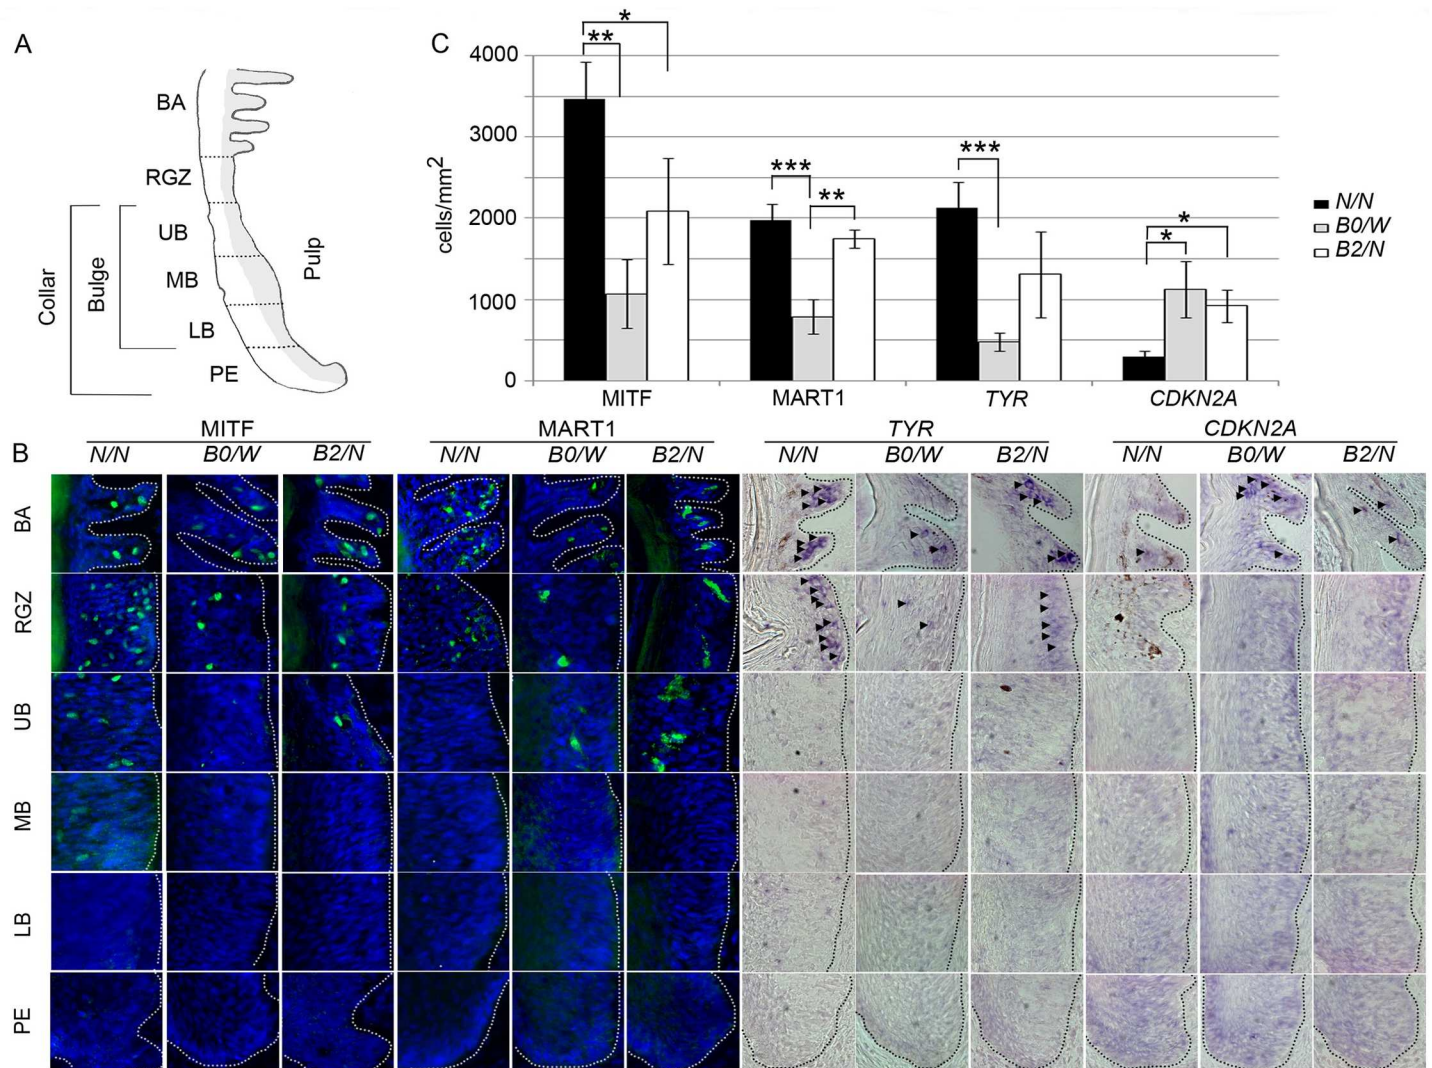 A
BA
RGZ
UB
MB
LB
PE
Collar
Bulge
Pulp
C
cells/mm2
4000
3000
2000
1000
0
*
**
***
**
***
*
*
MITF
MART1
TYR
CDKN2A
N/N
B0/W
B2/N
B
MITF
MART1
TYR
CDKN2A
N/N B0/W B2/N N/N B0/W B2/N N/N B0/W B2/N N/N B0/W B2/N
BA
RGZ
UB
MB
LB
PE